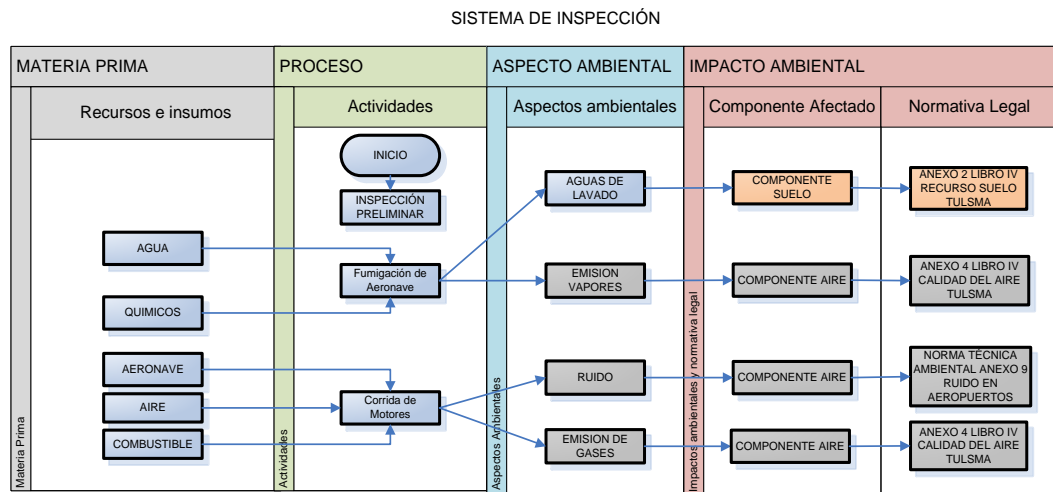 SISTEMA DE INSPECCIÓN
MATERIA PRIMA
PROCESO
ASPECTO AMBIENTAL
IMPACTO AMBIENTAL
Recursos e insumos
Actividades
Aspectos ambientales
Componente Afectado
Normativa Legal
Materia Prima
Actividades
Aspectos Ambientales
Impactos ambientales y normativa legal
INICIO
INSPECCIÓN
PRELIMINAR
AGUAS DE
LAVADO
COMPONENTE
SUELO
ANEXO 2 LIBRO IV
RECURSO SUELO
TULSMA
AGUA
QUIMICOS
Fumigación de
Aeronave
EMISION
VAPORES
COMPONENTE AIRE
ANEXO 4 LIBRO IV
CALIDAD DEL AIRE
TULSMA
AERONAVE
AIRE
COMBUSTIBLE
Corrida de
Motores
RUIDO
COMPONENTE AIRE
NORMA TÉCNICA
AMBIENTAL ANEXO 9
RUIDO EN
AEROPUERTOS
EMISION DE
GASES
COMPONENTE AIRE
ANEXO 4 LIBRO IV
CALIDAD DEL AIRE
TULSMA